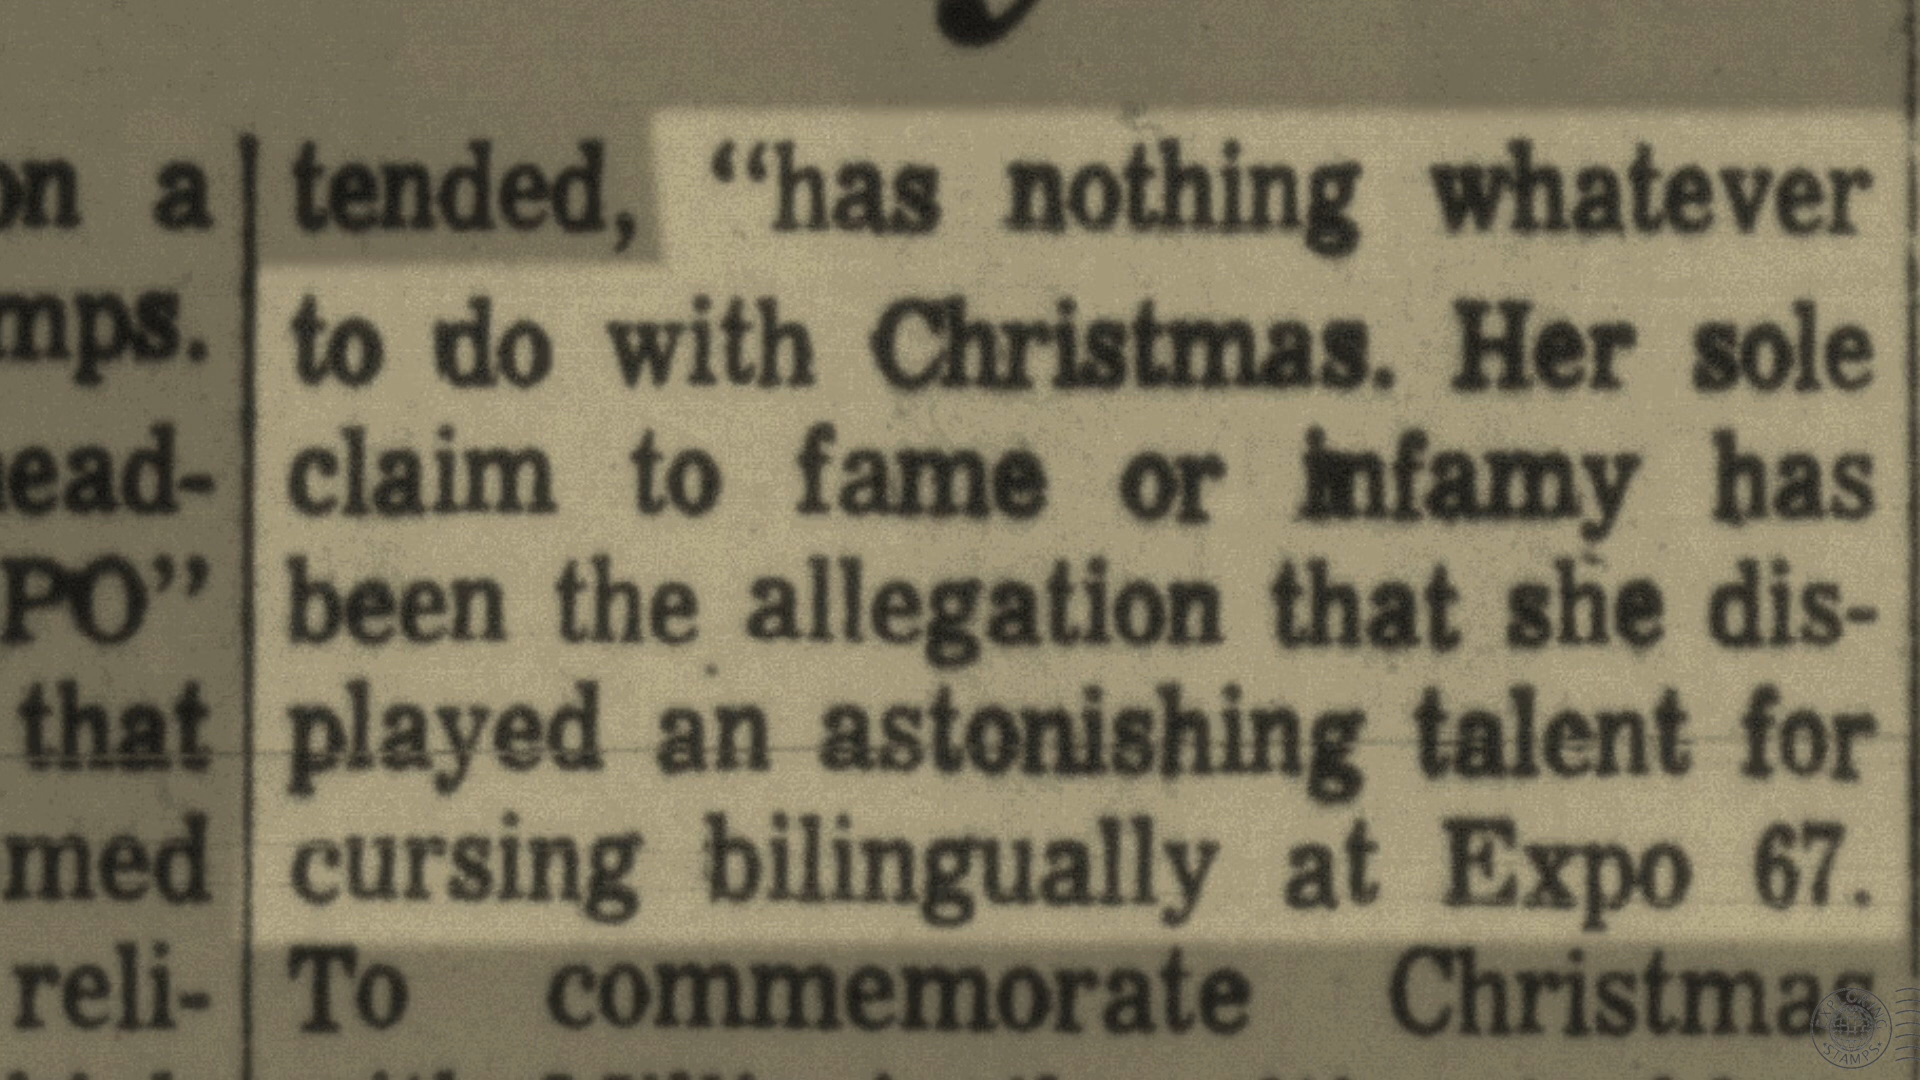 on a
mps.
ead-
PO”
that
med
reli-
tended, “has nothing whatever
to do with Christmas. Her sole
claim to fame or infamy has
been the allegation that she dis-
played an astonishing talent for
cursing bilingually at Expo 67.
To commemorate Christmas
STAMPS